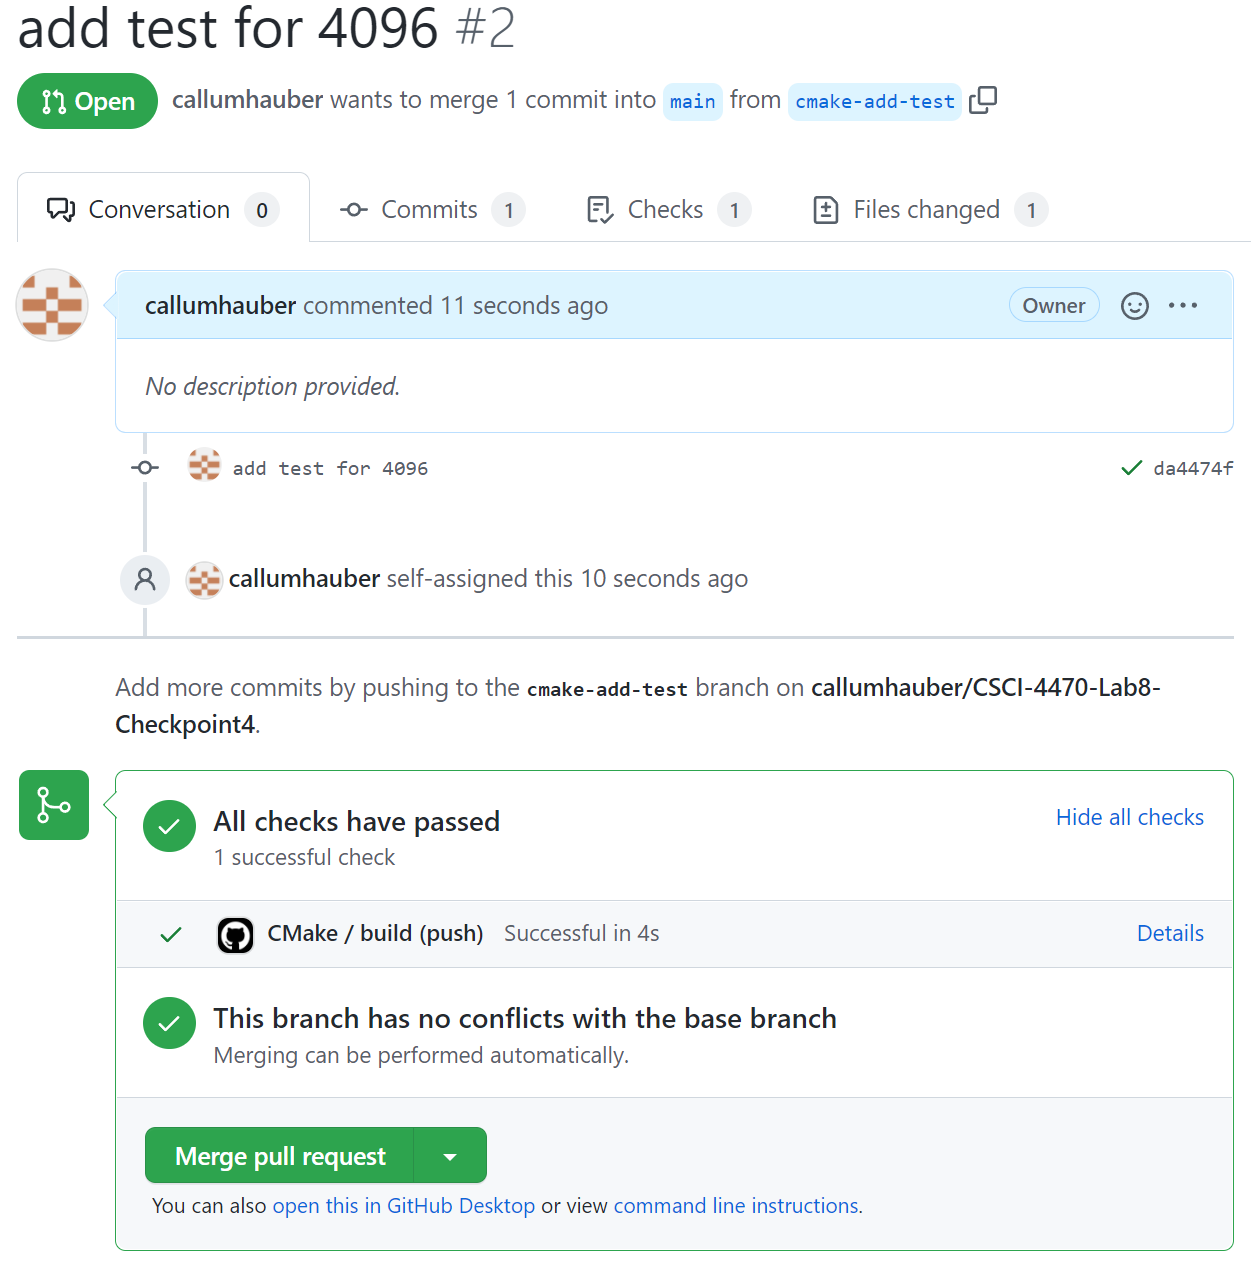 add test for 4096 #2
Open callumhauber wants to merge 1 commit into main from cmake-add-test
Conversation 0 Commits 1 Checks 1 Files changed 1
callumhauber commented 11 seconds ago Owner
No description provided.
add test for 4096 da4474f
callumhauber self-assigned this 10 seconds ago
Add more commits by pushing to the cmake-add-test branch on callumhauber/CSCI-4470-Lab8-
Checkpoint4.
All checks have passed Hide all checks
1 successful check
CMake / build (push) Successful in 4s Details
This branch has no conflicts with the base branch
Merging can be performed automatically.
Merge pull request
You can also open this in GitHub Desktop or view command line instructions.